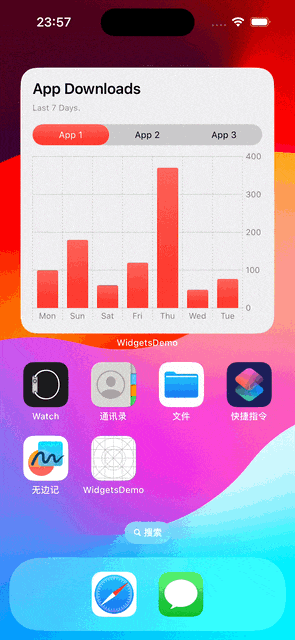 23:57
App Downloads
Last 7 Days.
App 1 App 2 App 3
400
300
200
100
0
Mon Sun Sat Fri Thu Wed Tue
WidgetsDemo
Watch 通讯录 文件 快捷指令
无边记 WidgetsDemo
搜索